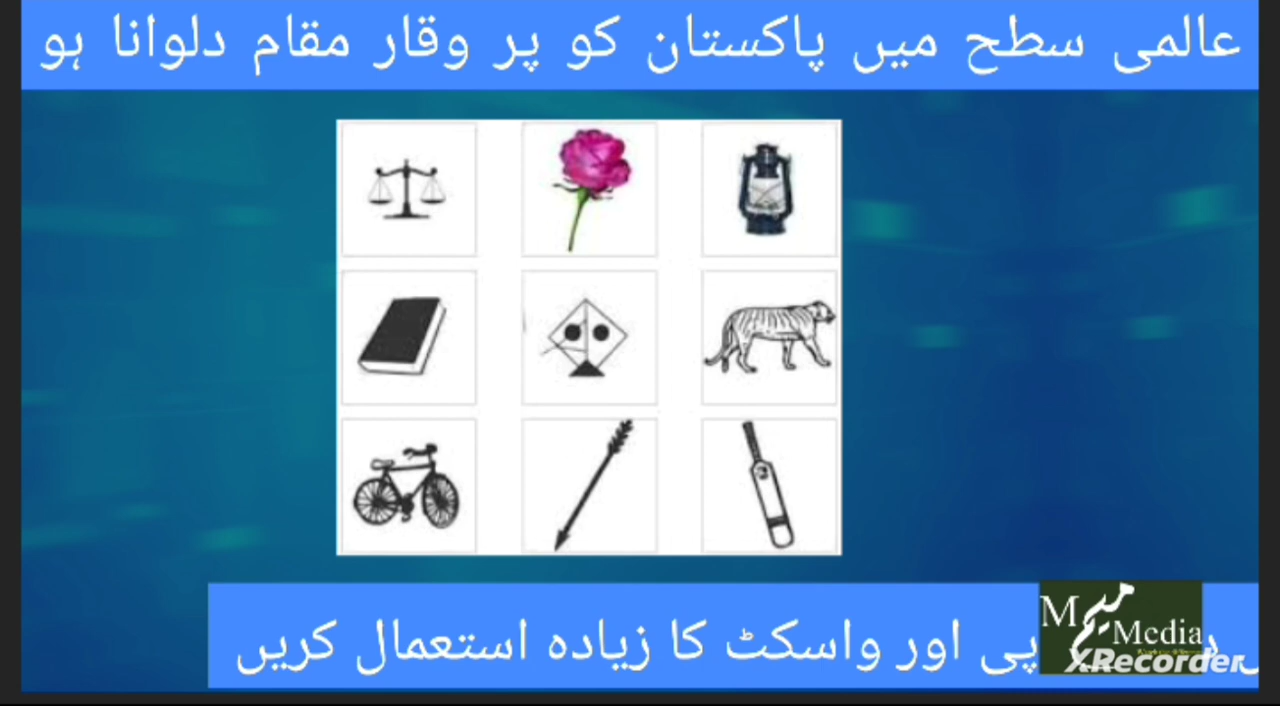 عالمی سطح میں پاکستان کو پر وقار مقام دلوانا ہو
پی اور واسکٹ کا زیادہ استعمال کریں
M Media
XRecorder